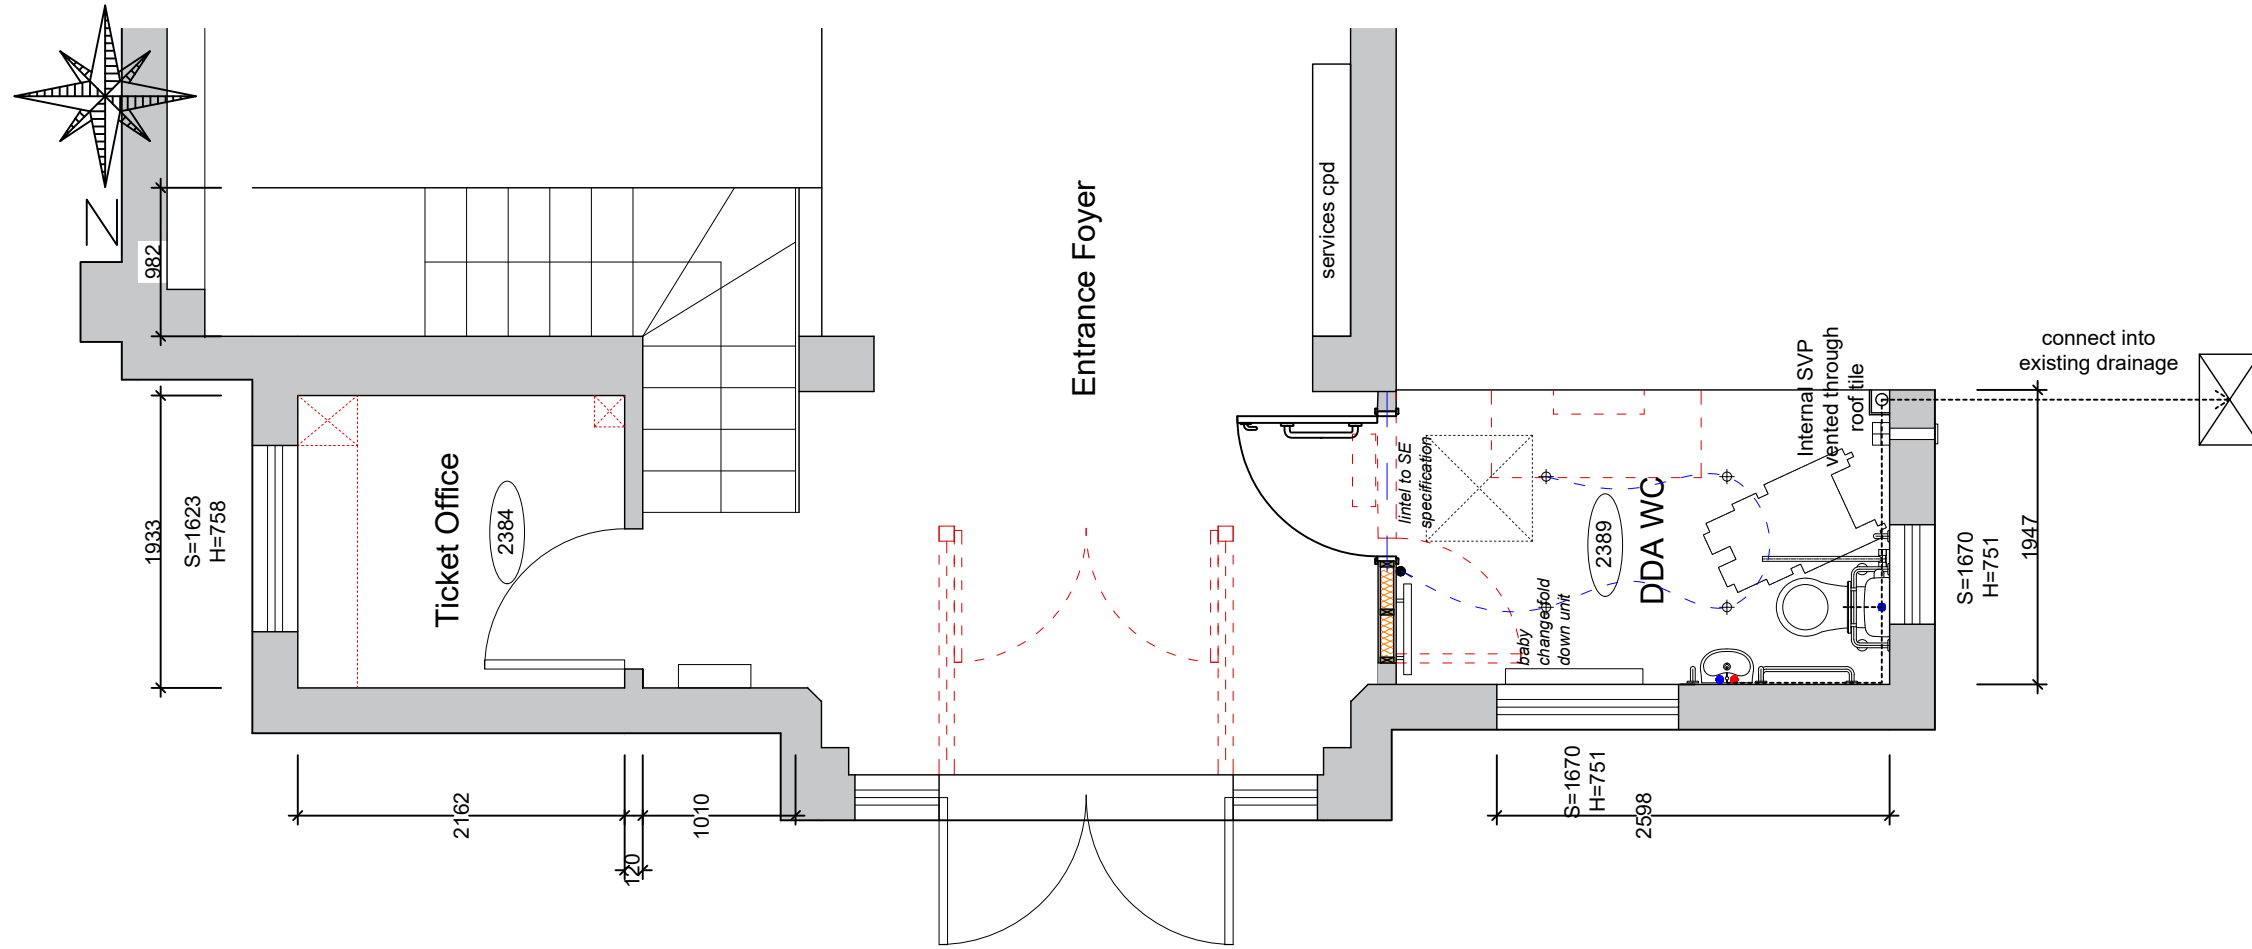 N
982
1933
S=1623
H=758
Ticket Office
2384
2162
120
1010
Entrance Foyer
services cpd
lintel to SE
specification
baby
change fold
down unit
2389
DDA WC
Internal SVP
vented through
roof tile
connect into
existing drainage
S=1670
H=751
1947
S=1670
H=751
2598